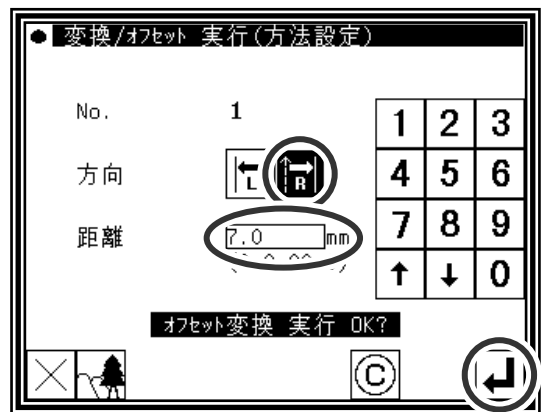 変換/ｵﾌｾｯﾄ 実行(方法設定)
No. 1
方向 L R
距離 7.0 mm
1 2 3
4 5 6
7 8 9
↑ ↓ 0
ｵﾌｾｯﾄ変換 実行 OK?
C